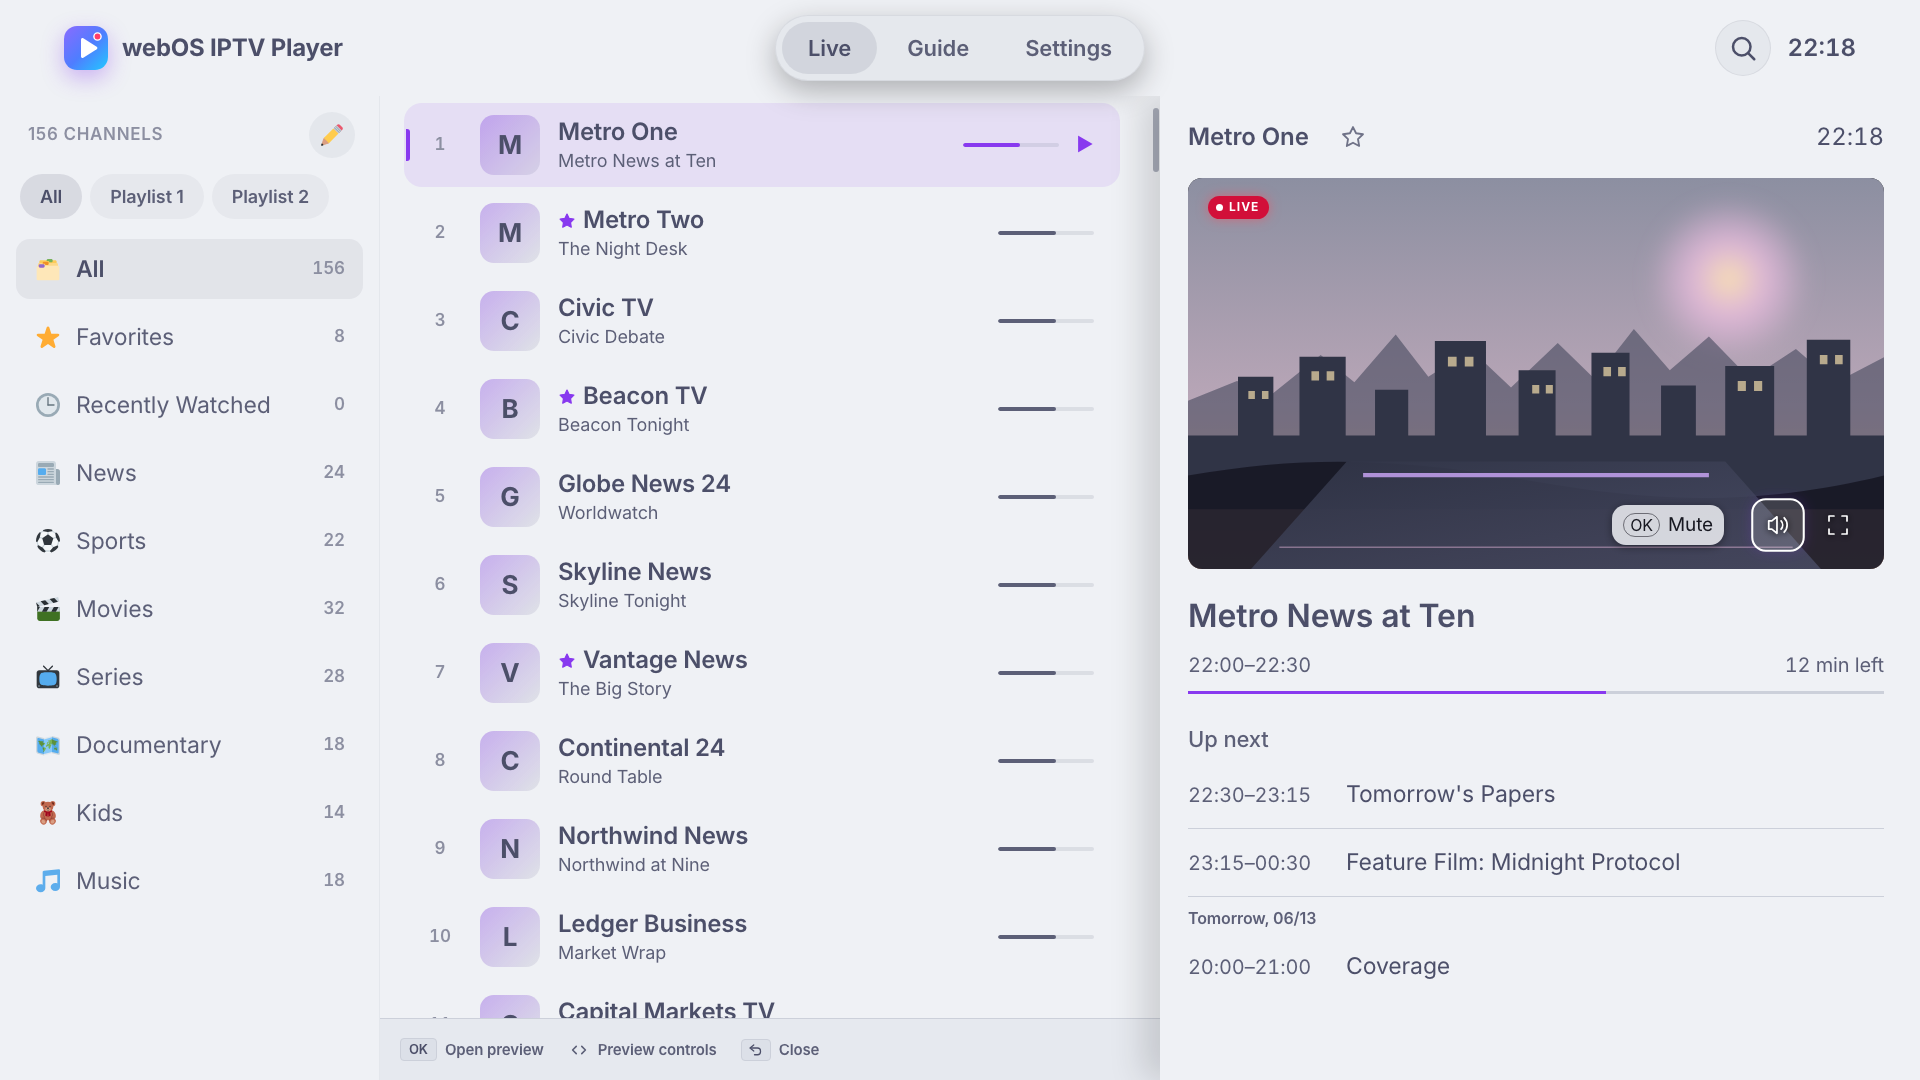 webOS IPTV Player
Live
Guide
Settings
22:18
156 CHANNELS
All
Playlist 1
Playlist 2
All
156
Favorites
8
Recently Watched
0
News
24
Sports
22
Movies
32
Series
28
Documentary
18
Kids
14
Music
18
1
M
Metro One
Metro News at Ten
2
M
Metro Two
The Night Desk
3
C
Civic TV
Civic Debate
4
B
Beacon TV
Beacon Tonight
5
G
Globe News 24
Worldwatch
6
S
Skyline News
Skyline Tonight
7
V
Vantage News
The Big Story
8
C
Continental 24
Round Table
9
N
Northwind News
Northwind at Nine
10
L
Ledger Business
Market Wrap
Capital Markets TV
OK Open preview
Preview controls
Close
Metro One
22:18
LIVE
OK Mute
Metro News at Ten
22:00–22:30
12 min left
Up next
22:30–23:15
Tomorrow's Papers
23:15–00:30
Feature Film: Midnight Protocol
Tomorrow, 06/13
20:00–21:00
Coverage